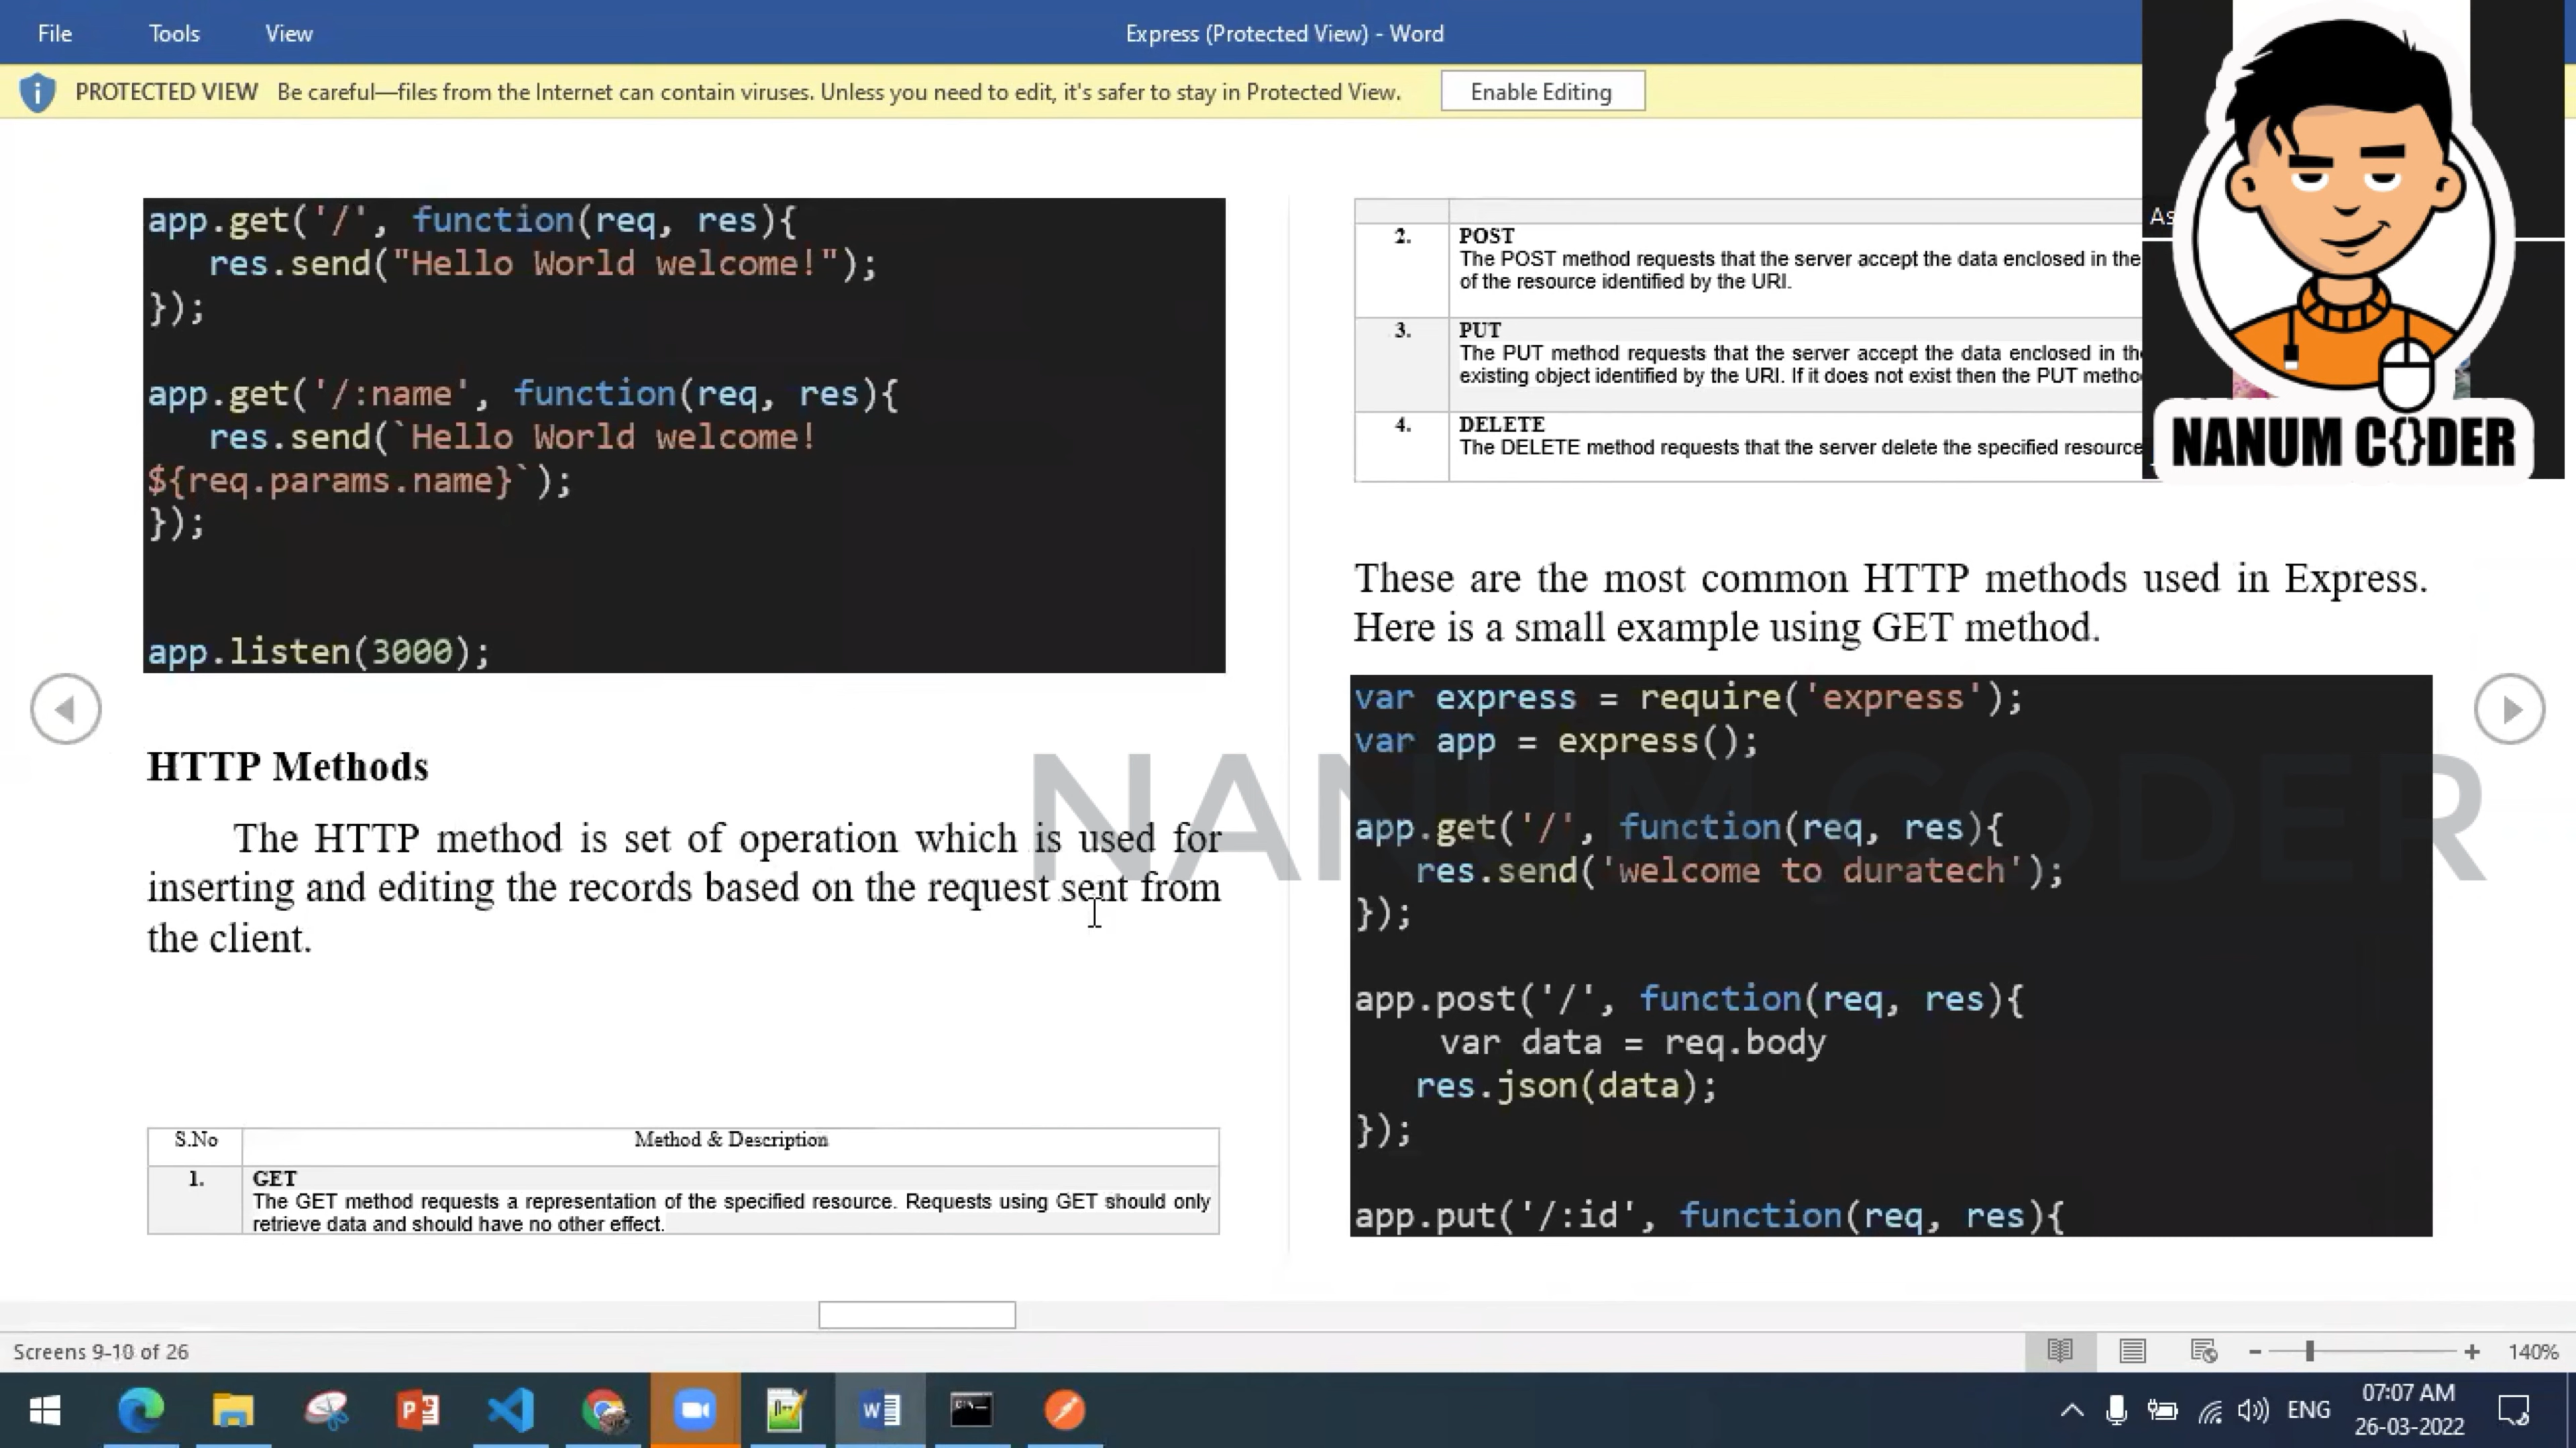 File Tools View Express (Protected View) - Word
PROTECTED VIEW Be careful—files from the Internet can contain viruses. Unless you need to edit, it's safer to stay in Protected View. Enable Editing
app.get('/', function(req, res){
res.send("Hello World welcome!");
});
app.get('/:name', function(req, res){
res.send(`Hello World welcome!
${req.params.name}`);
});
app.listen(3000);
HTTP Methods
The HTTP method is set of operation which is used for
inserting and editing the records based on the request sent from
the client.
S.No Method & Description
1. GET
The GET method requests a representation of the specified resource. Requests using GET should only
retrieve data and should have no other effect.
2. POST
The POST method requests that the server accept the data enclosed in the
of the resource identified by the URI.
3. PUT
The PUT method requests that the server accept the data enclosed in the
existing object identified by the URI. If it does not exist then the PUT
4. DELETE
The DELETE method requests that the server delete the specified resource
These are the most common HTTP methods used in Express.
Here is a small example using GET method.
var express = require('express');
var app = express();
app.get('/', function(req, res){
res.send('welcome to duratech');
});
app.post('/', function(req, res){
var data = req.body
res.json(data);
});
app.put('/:id', function(req, res){
NANUM CODER
As
NANUM C{}DER
Screens 9-10 of 26
140%
ENG
07:07 AM
26-03-2022